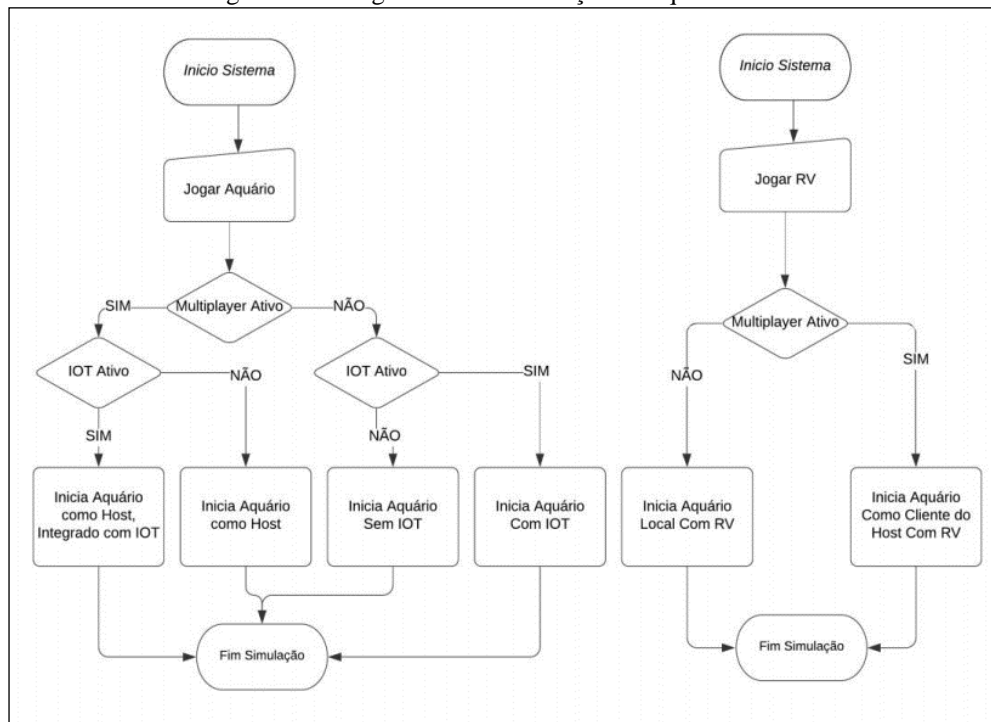 Inicio Sistema
Jogar Aquário
Multiplayer Ativo
SIM
NÃO
IOT Ativo
NÃO
IOT Ativo
SIM
SIM
NÃO
Inicia Aquário
como Host,
Integrado com IOT
Inicia Aquário
como Host
Inicia Aquário
Sem IOT
Inicia Aquário
Com IOT
Fim Simulação
Inicio Sistema
Jogar RV
Multiplayer Ativo
NÃO
SIM
Inicia Aquário
Local Com RV
Inicia Aquário
Como Cliente do
Host Com RV
Fim Simulação